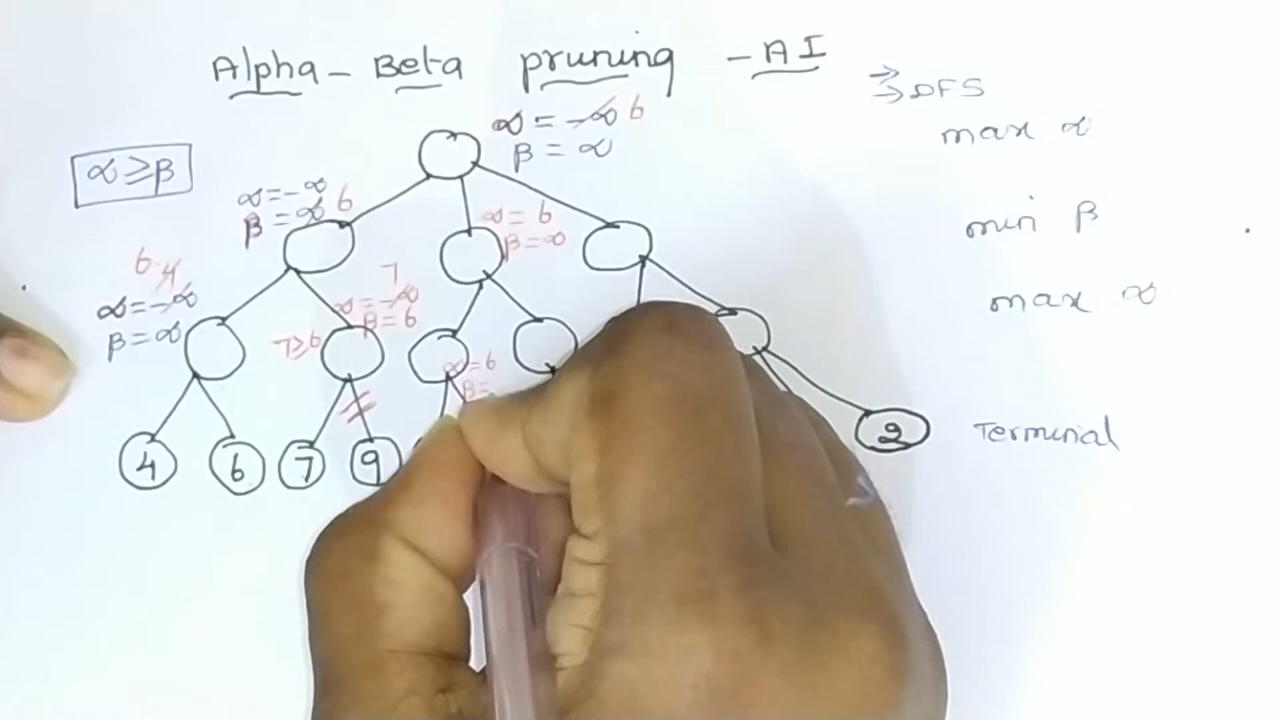 Alpha - Beta pruning - AI
→ DFS
α = -∞ 6
max α
β = ∞
α ≥ β
α = -∞
β = ∞ 6
α = 6
β = ∞
min β
6 4
7
α = -∞
β = ∞
α = -∞
β = 6
max α
7 ≥ 6
α = 6
β =
4 6 7 9 2
Terminal